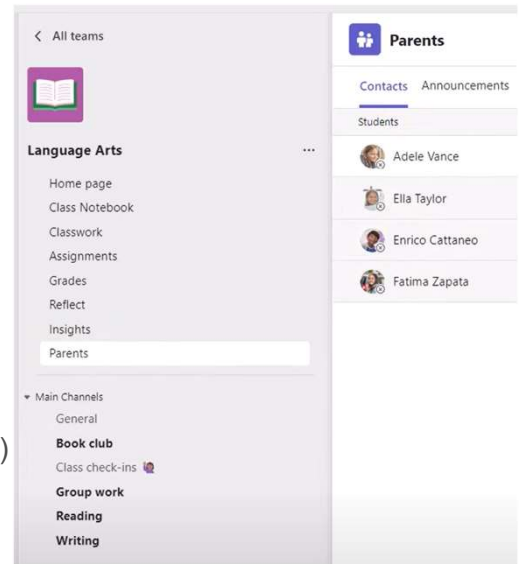 All teams
Language Arts
...
Home page
Class Notebook
Classwork
Assignments
Grades
Reflect
Insights
Parents
Main Channels
General
Book club
)
Class check-ins 🙋🏽‍♀️
Group work
Reading
Writing
Parents
Contacts Announcements
Students
Adele Vance
Ella Taylor
Enrico Cattaneo
Fatima Zapata